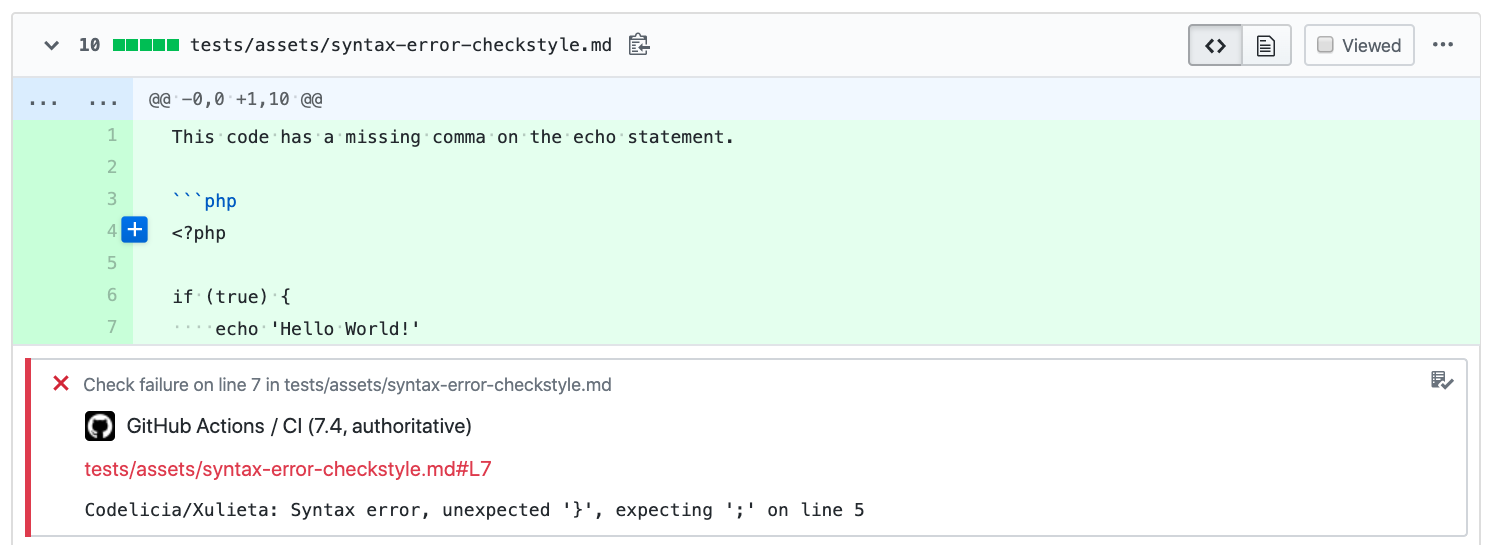 10 tests/assets/syntax-error-checkstyle.md Viewed ...
... ... @@ -0,0 +1,10 @@
1 This code has a missing comma on the echo statement.
2
3 ```php
4 <?php
5
6 if (true) {
7 echo 'Hello World!'
Check failure on line 7 in tests/assets/syntax-error-checkstyle.md
GitHub Actions / CI (7.4, authoritative)
tests/assets/syntax-error-checkstyle.md#L7
Codelicia/Xulieta: Syntax error, unexpected '}', expecting ';' on line 5